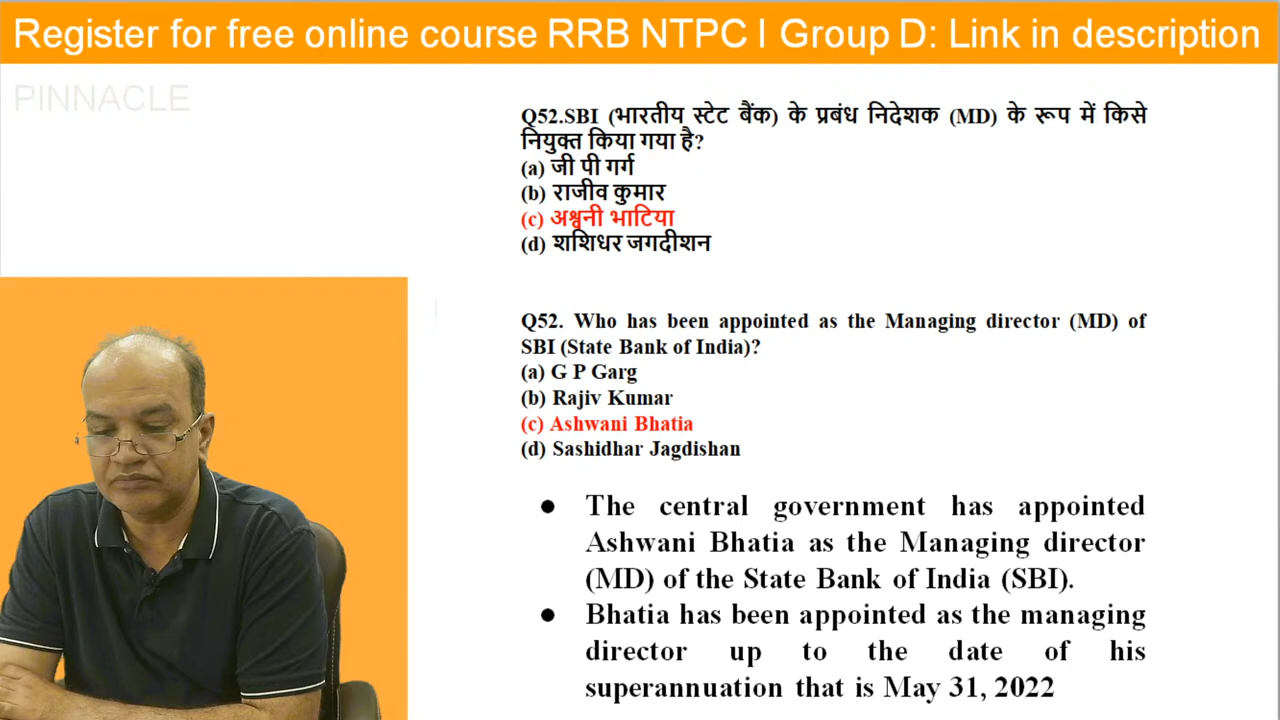 Register for free online course RRB NTPC I Group D: Link in description
PINNACLE
Q52.SBI (भारतीय स्टेट बैंक) के प्रबंध निदेशक (MD) के रूप में किसे
नियुक्त किया गया है?
(a) जी पी गर्ग
(b) राजीव कुमार
(c) अश्वनी भाटिया
(d) शशिधर जगदीशन
Q52. Who has been appointed as the Managing director (MD) of
SBI (State Bank of India)?
(a) G P Garg
(b) Rajiv Kumar
(c) Ashwani Bhatia
(d) Sashidhar Jagdishan
● The central government has appointed
Ashwani Bhatia as the Managing director
(MD) of the State Bank of India (SBI).
● Bhatia has been appointed as the managing
director up to the date of his
superannuation that is May 31, 2022